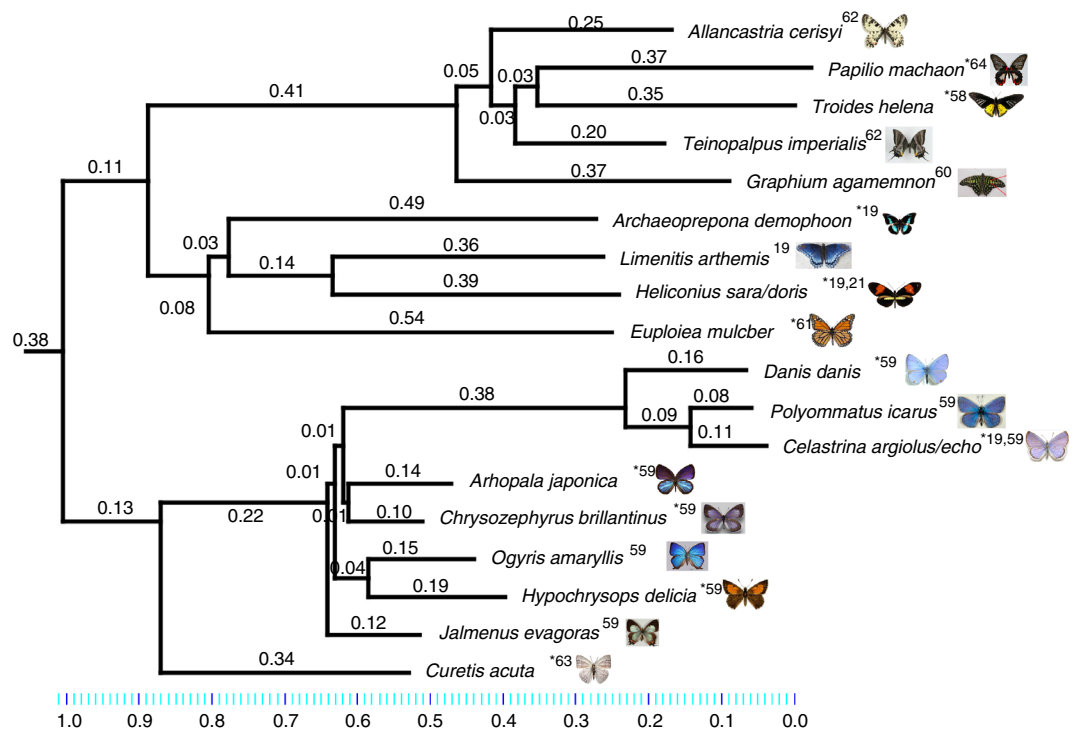 0.25
Allancastria cerisyi 62
0.37
Papilio machaon *64
0.05
0.03
0.41
0.35
Troides helena *58
0.03
0.20
Teinopalpus imperialis 62
0.11
0.37
Graphium agamemnon 60
0.49
Archaeoprepona demophoon *19
0.03
0.36
Limenitis arthemis 19
0.14
0.39
Heliconius sara/doris *19,21
0.08
0.54
Euploiea mulcber *61
0.38
0.16
Danis danis *59
0.38
0.08
Polyommatus icarus 59
0.09
0.11
Celastrina argiolus/echo *19,59
0.01
0.01
0.14
Arhopala japonica *59
0.13
0.22
0.01
0.10
Chrysozephyrus brillantinus *59
0.15
Ogyris amaryllis 59
0.04
0.19
Hypochrysops delicia *59
0.12
Jalmenus evagoras 59
0.34
Curetis acuta *63
1.0 0.9 0.8 0.7 0.6 0.5 0.4 0.3 0.2 0.1 0.0